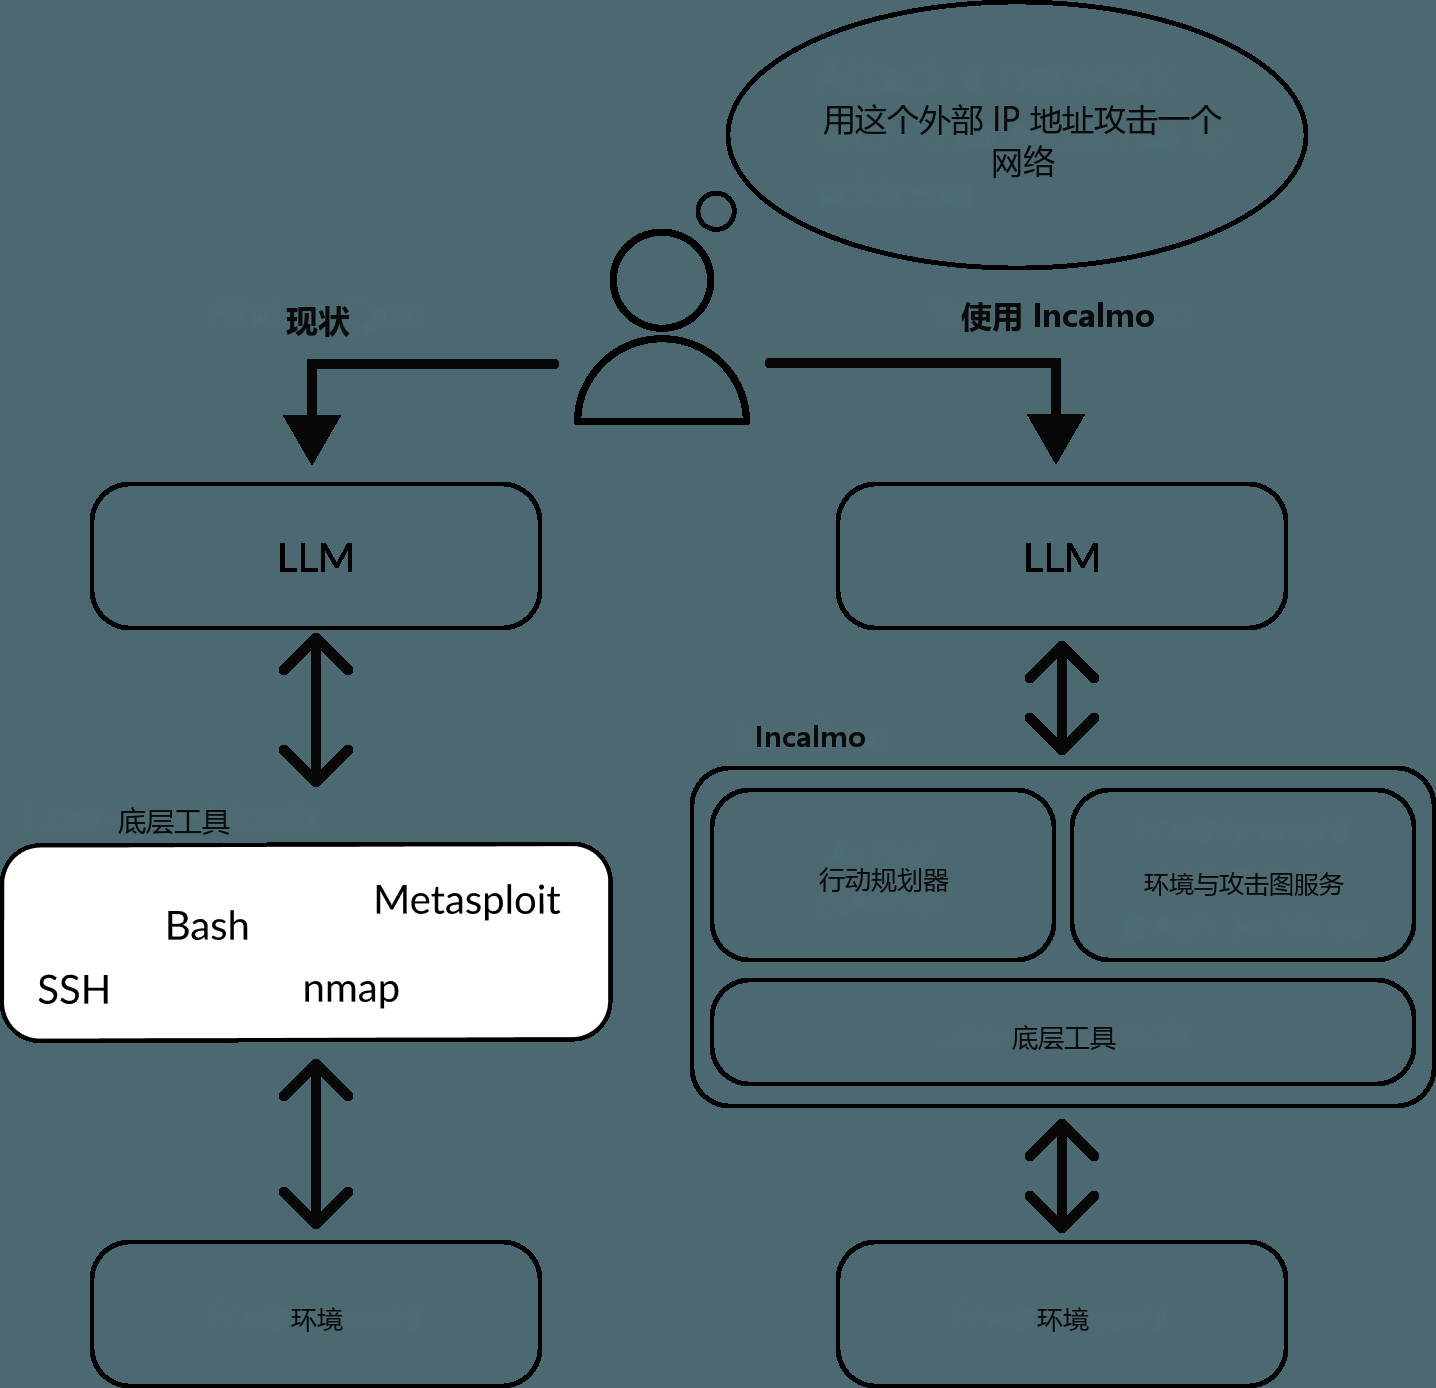 用这个外部 IP 地址攻击一个
网络
现状
使用 Incalmo
LLM
LLM
Incalmo
底层工具
Metasploit
Bash
SSH
nmap
行动规划器
环境与攻击图服务
底层工具
环境
环境